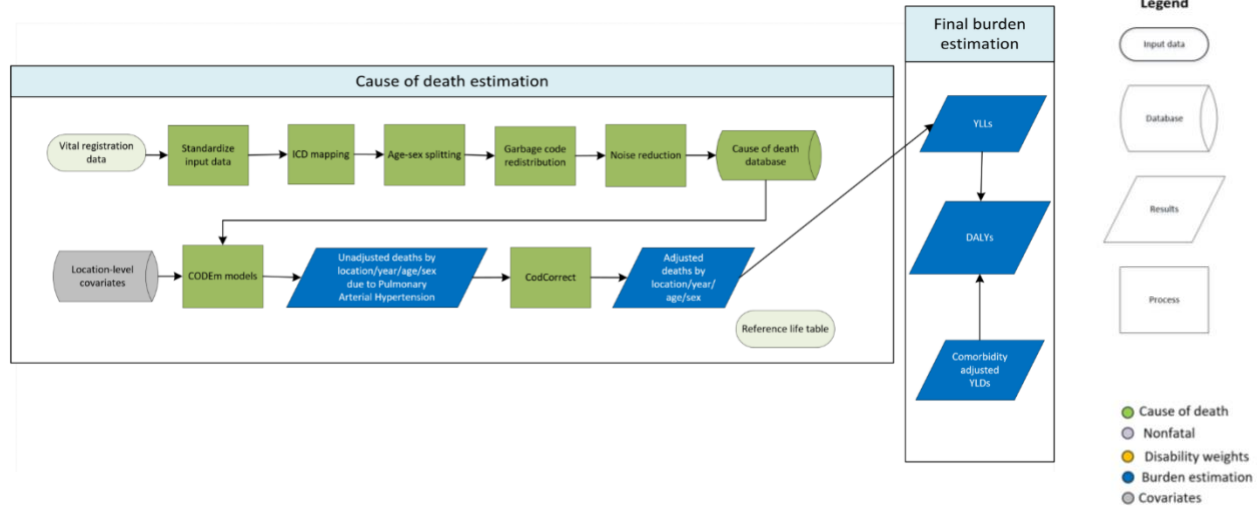 Cause of death estimation
Vital registration
data
Standardize
input data
ICD mapping
Age-sex splitting
Garbage code
redistribution
Noise reduction
Cause of death
database
Location-level
covariates
CODEm models
Unadjusted deaths by
location/year/age/sex
due to Pulmonary
Arterial Hypertension
CodCorrect
Adjusted
deaths by
location/year/
age/sex
Reference life table
Final burden
estimation
YLLs
DALYs
Comorbidity
adjusted
YLDs
Legend
Input data
Database
Results
Process
Cause of death
Nonfatal
Disability weights
Burden estimation
Covariates